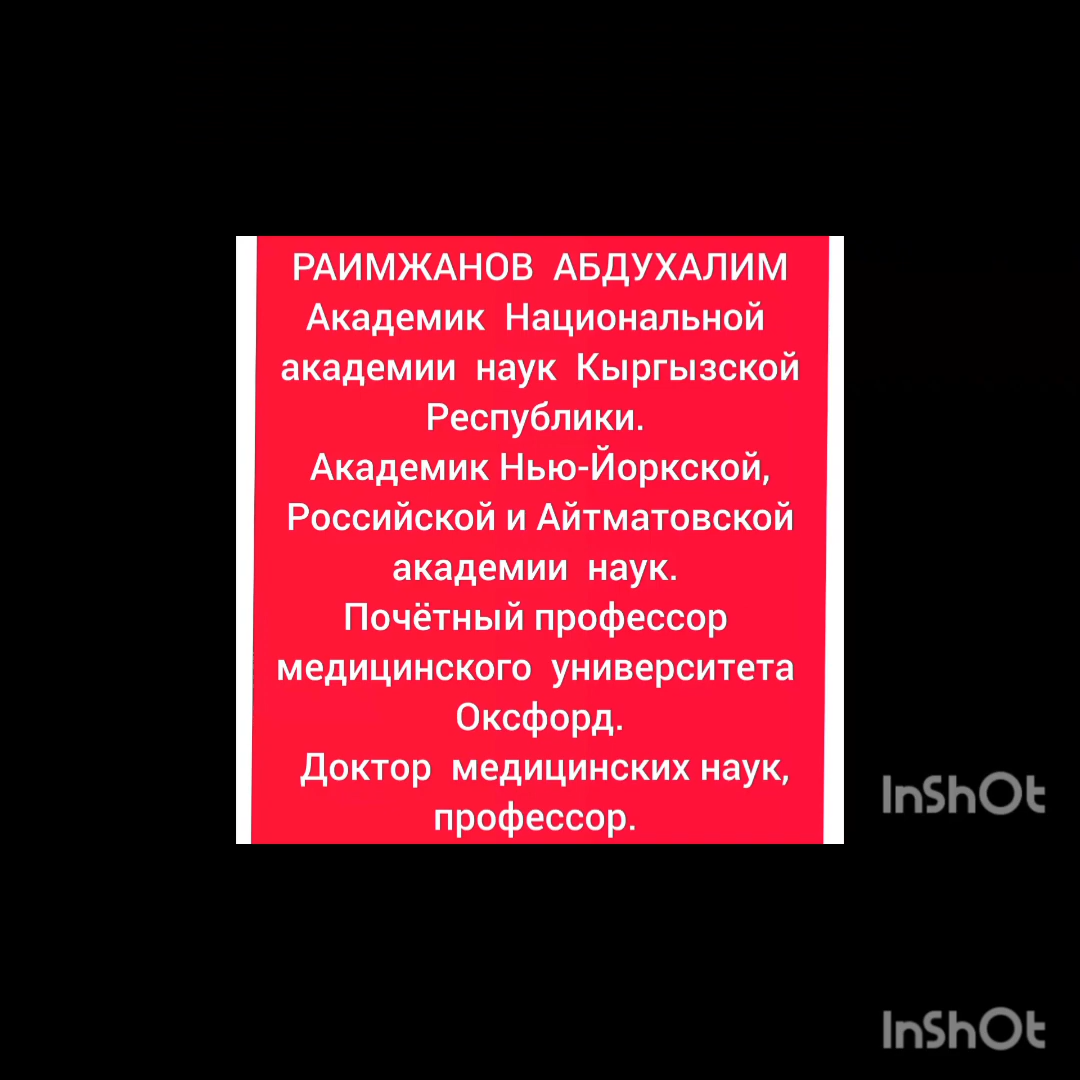 РАИМЖАНОВ АБДУХАЛИМ
Академик Национальной
академии наук Кыргызской
Республики.
Академик Нью-Йоркской,
Российской и Айтматовской
академии наук.
Почётный профессор
медицинского университета
Оксфорд.
Доктор медицинских наук,
профессор.
InShOt
InShOt